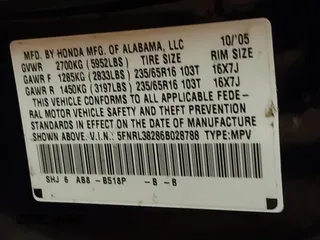 MFD. BY HONDA MFG. OF ALABAMA, LLC 10/'05
GVWR 2700KG (5952LBS) TIRE SIZE RIM SIZE
GAWR F 1285KG (2833LBS) 235/65R16 103T 16X7J
GAWR R 1450KG (3197LBS) 235/65R16 103T 16X7J
THIS VEHICLE CONFORMS TO ALL APPLICABLE FEDE-
RAL MOTOR VEHICLE SAFETY AND THEFT PREVENTION
STANDARDS IN EFFECT ON THE DATE OF MANUFACTURE
SHOWN ABOVE. V.I.N.: 5FNRL38286B028788 TYPE: MPV
SHJ 6 AB8 -B518P -B -B